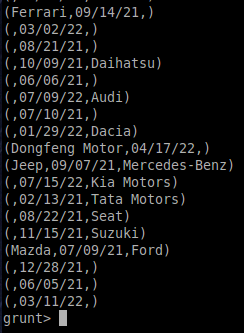 (Ferrari,09/14/21,)
(,03/02/22,)
(,08/21/21,)
(,10/09/21,Daihatsu)
(,06/06/21,)
(,07/09/22,Audi)
(,07/10/21,)
(,01/29/22,Dacia)
(Dongfeng Motor,04/17/22,)
(Jeep,09/07/21,Mercedes-Benz)
(,07/15/22,Kia Motors)
(,02/13/21,Tata Motors)
(,08/22/21,Seat)
(,11/15/21,Suzuki)
(Mazda,07/09/21,Ford)
(,12/28/21,)
(,06/05/21,)
(,03/11/22,)
grunt>